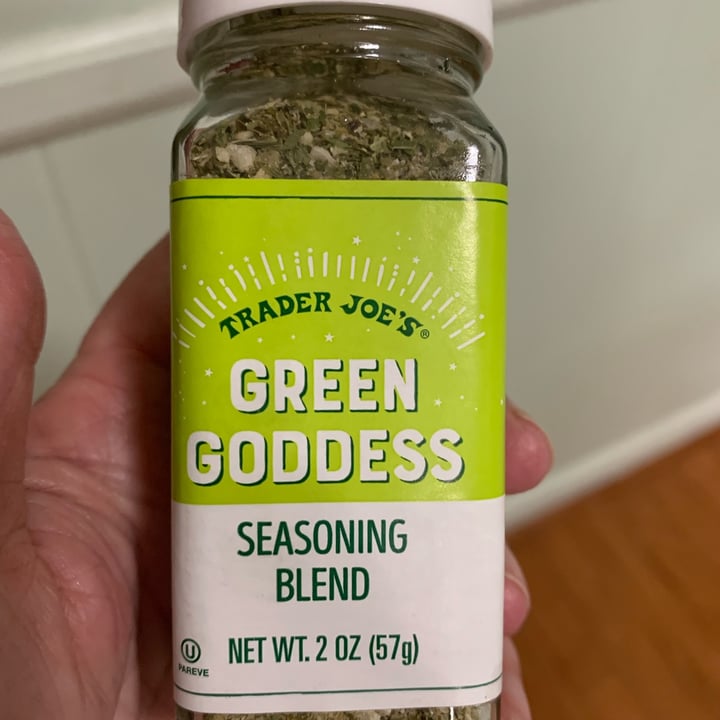 TRADER JOE'S®
GREEN
GODDESS
SEASONING
BLEND
NET WT. 2 OZ (57g)
U
PAREVE